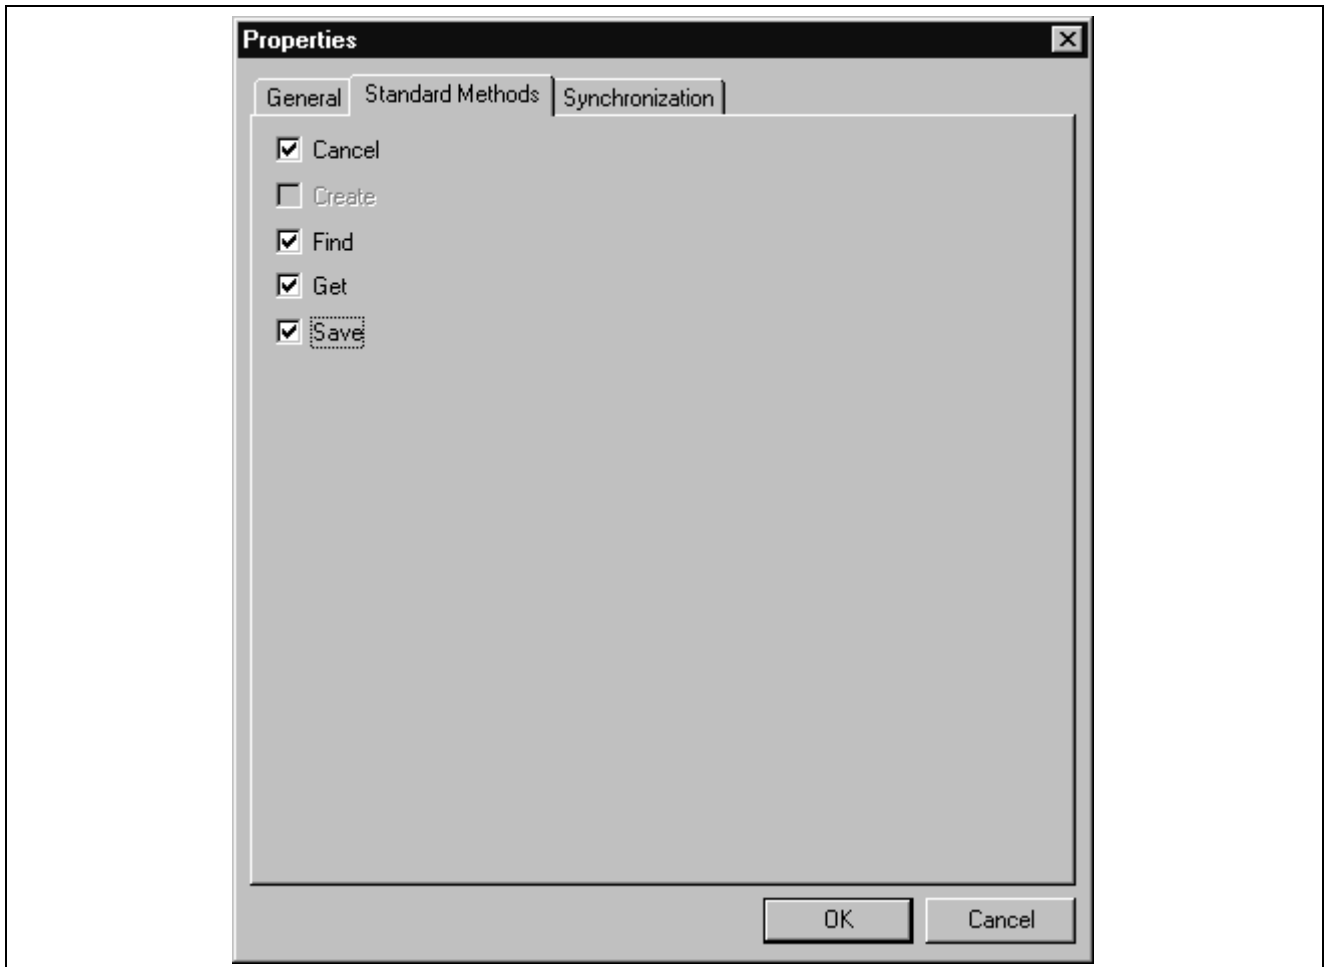 Properties
General Standard Methods Synchronization
Cancel
Create
Find
Get
Save
OK Cancel